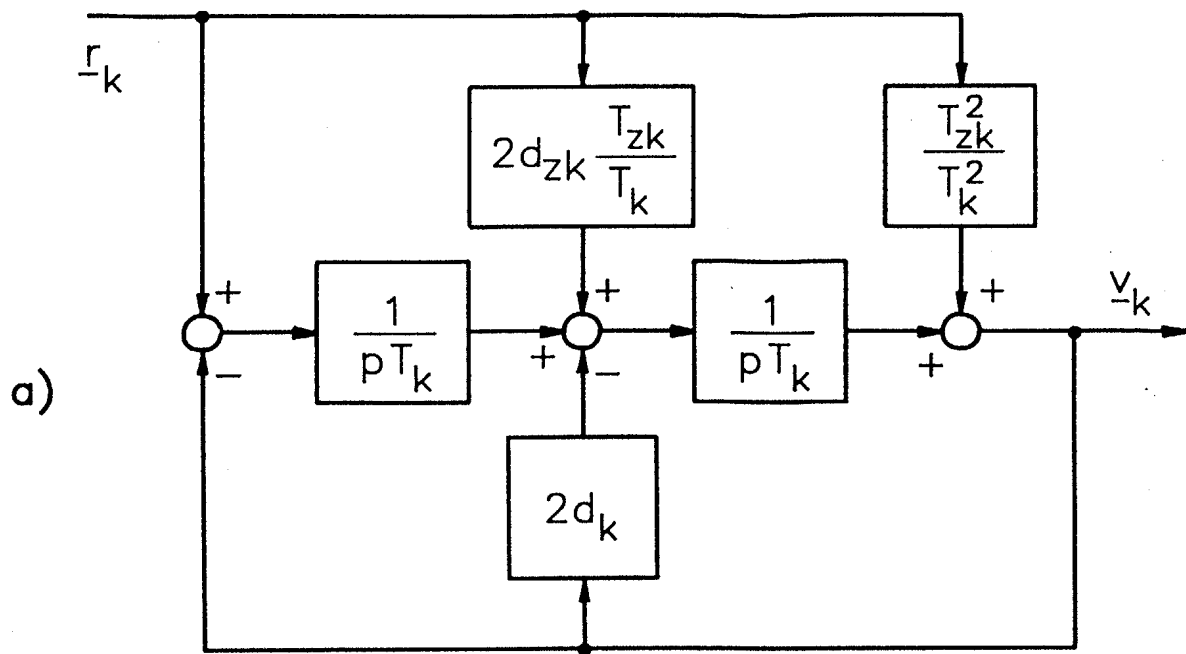 r_k
2d_zk T_zk / T_k
T_zk^2 / T_k^2
+
+
+
v_k
1 / pT_k
1 / pT_k
+
+
−
−
a)
2d_k